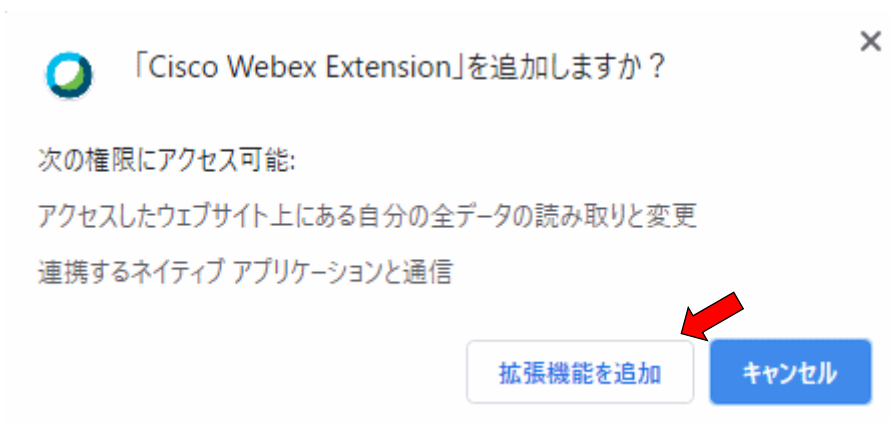 「Cisco Webex Extension」を追加しますか？
次の権限にアクセス可能:
アクセスしたウェブサイト上にある自分の全データの読み取りと変更
連携するネイティブ アプリケーションと通信
拡張機能を追加
キャンセル